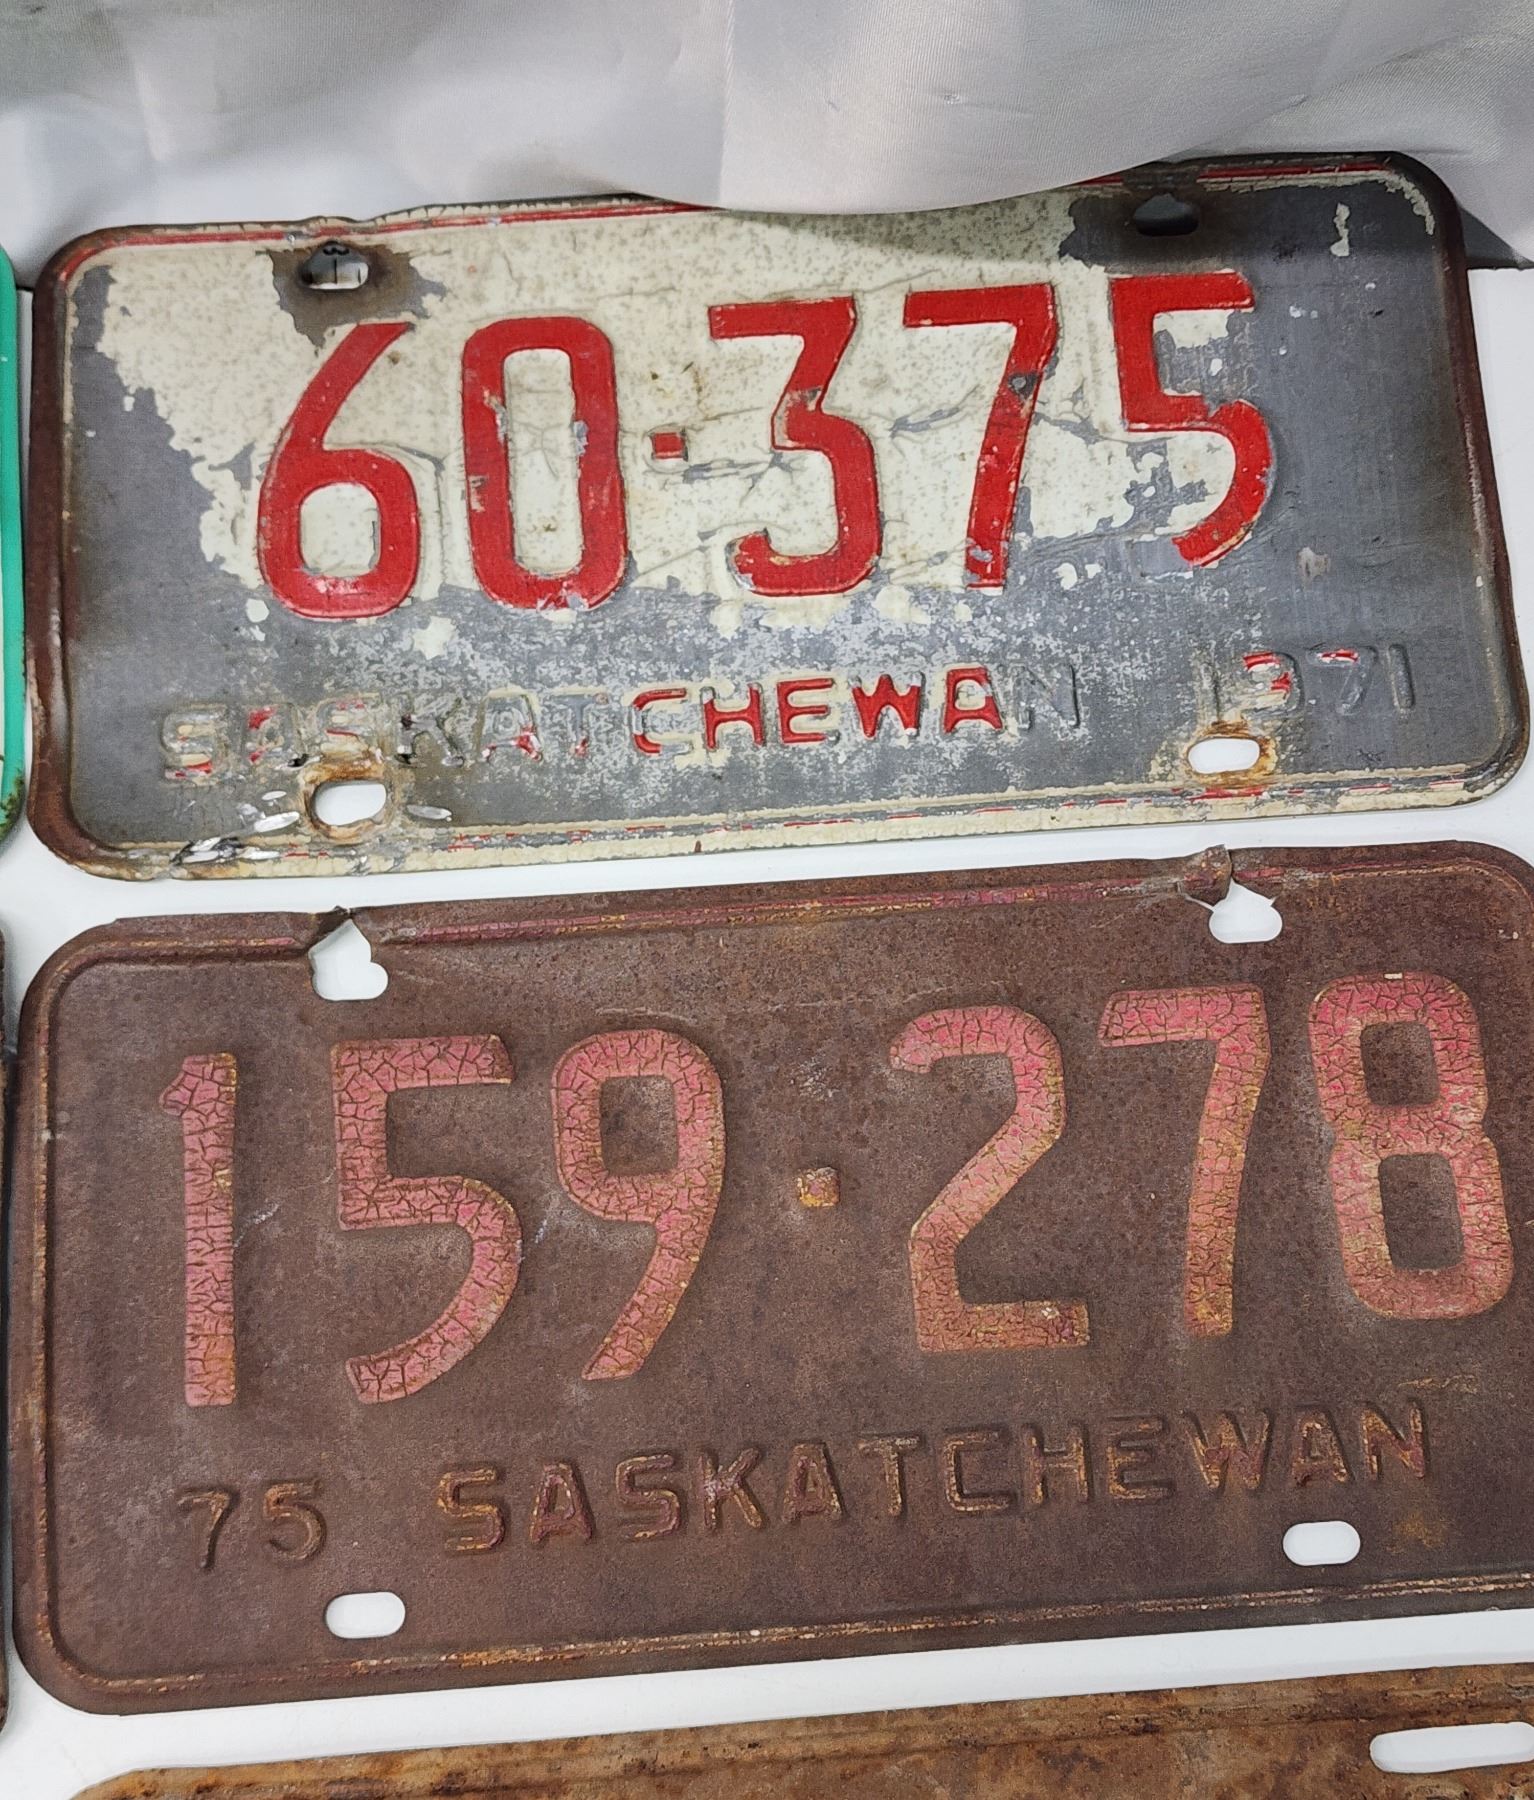 60·375
SASKATCHEWAN 1971
159·278
75 SASKATCHEWAN